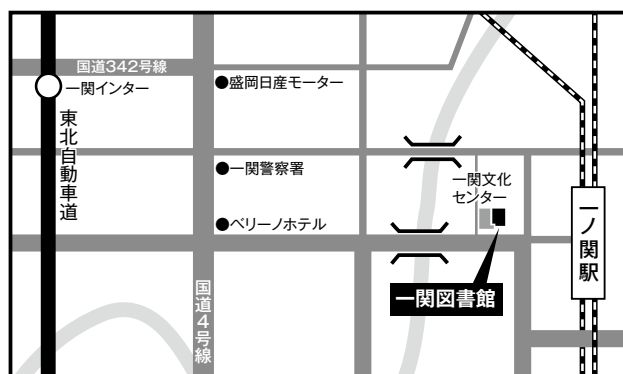 国道342号線
一関インター
●盛岡日産モーター
東北自動車道
●一関警察署
一関文化
センター
●ベリーノホテル
一ノ関駅
一関図書館
国道4号線